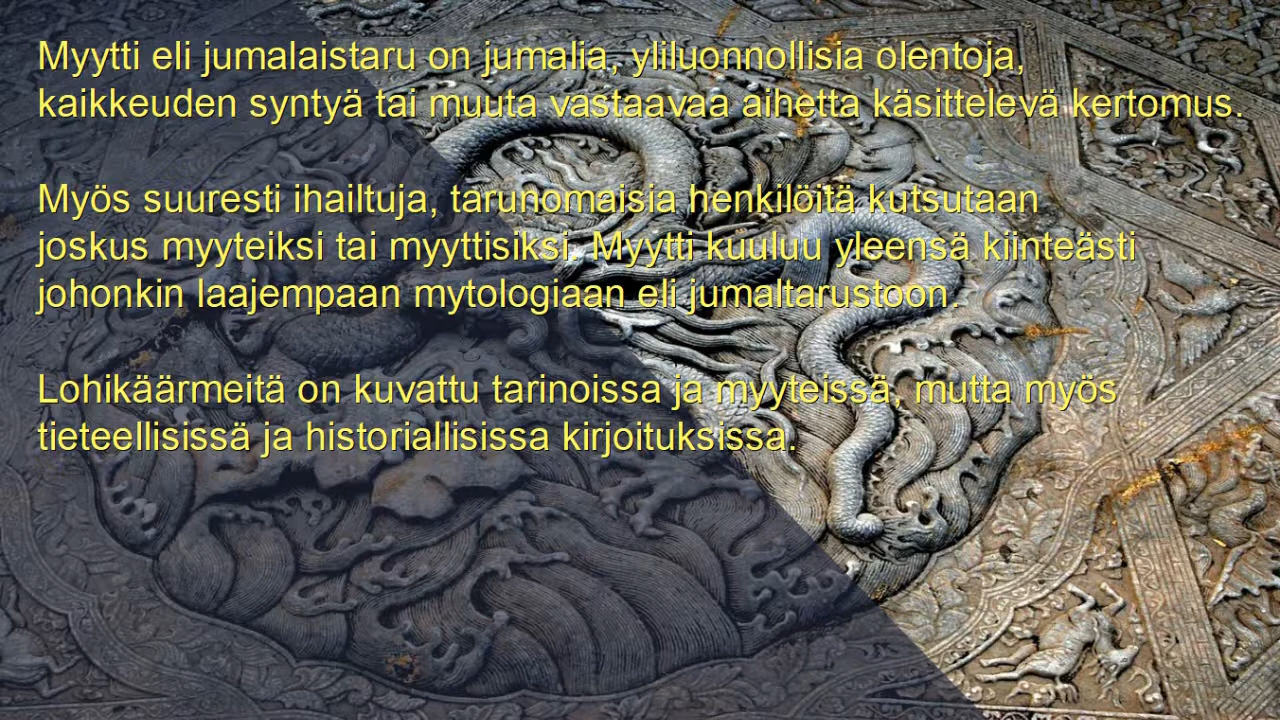 Myytti eli jumalaistaru on jumalia, yliluonnollisia olentoja,
kaikkeuden syntyä tai muuta vastaavaa aihetta käsittelevä kertomus.
Myös suuresti ihailtuja, tarunomaisia henkilöitä kutsutaan
joskus myyteiksi tai myyttisiksi. Myytti kuuluu yleensä kiinteästi
johonkin laajempaan mytologiaan eli jumaltarustoon.
Lohikäärmeitä on kuvattu tarinoissa ja myyteissä, mutta myös
tieteellisissä ja historiallisissa kirjoituksissa.